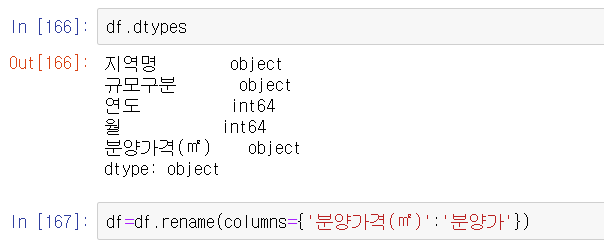 In [166]: df.dtypes
Out[166]: 지역명 object
규모구분 object
연도 int64
월 int64
분양가격(㎡) object
dtype: object
In [167]: df=df.rename(columns={'분양가격(㎡)':'분양가'})